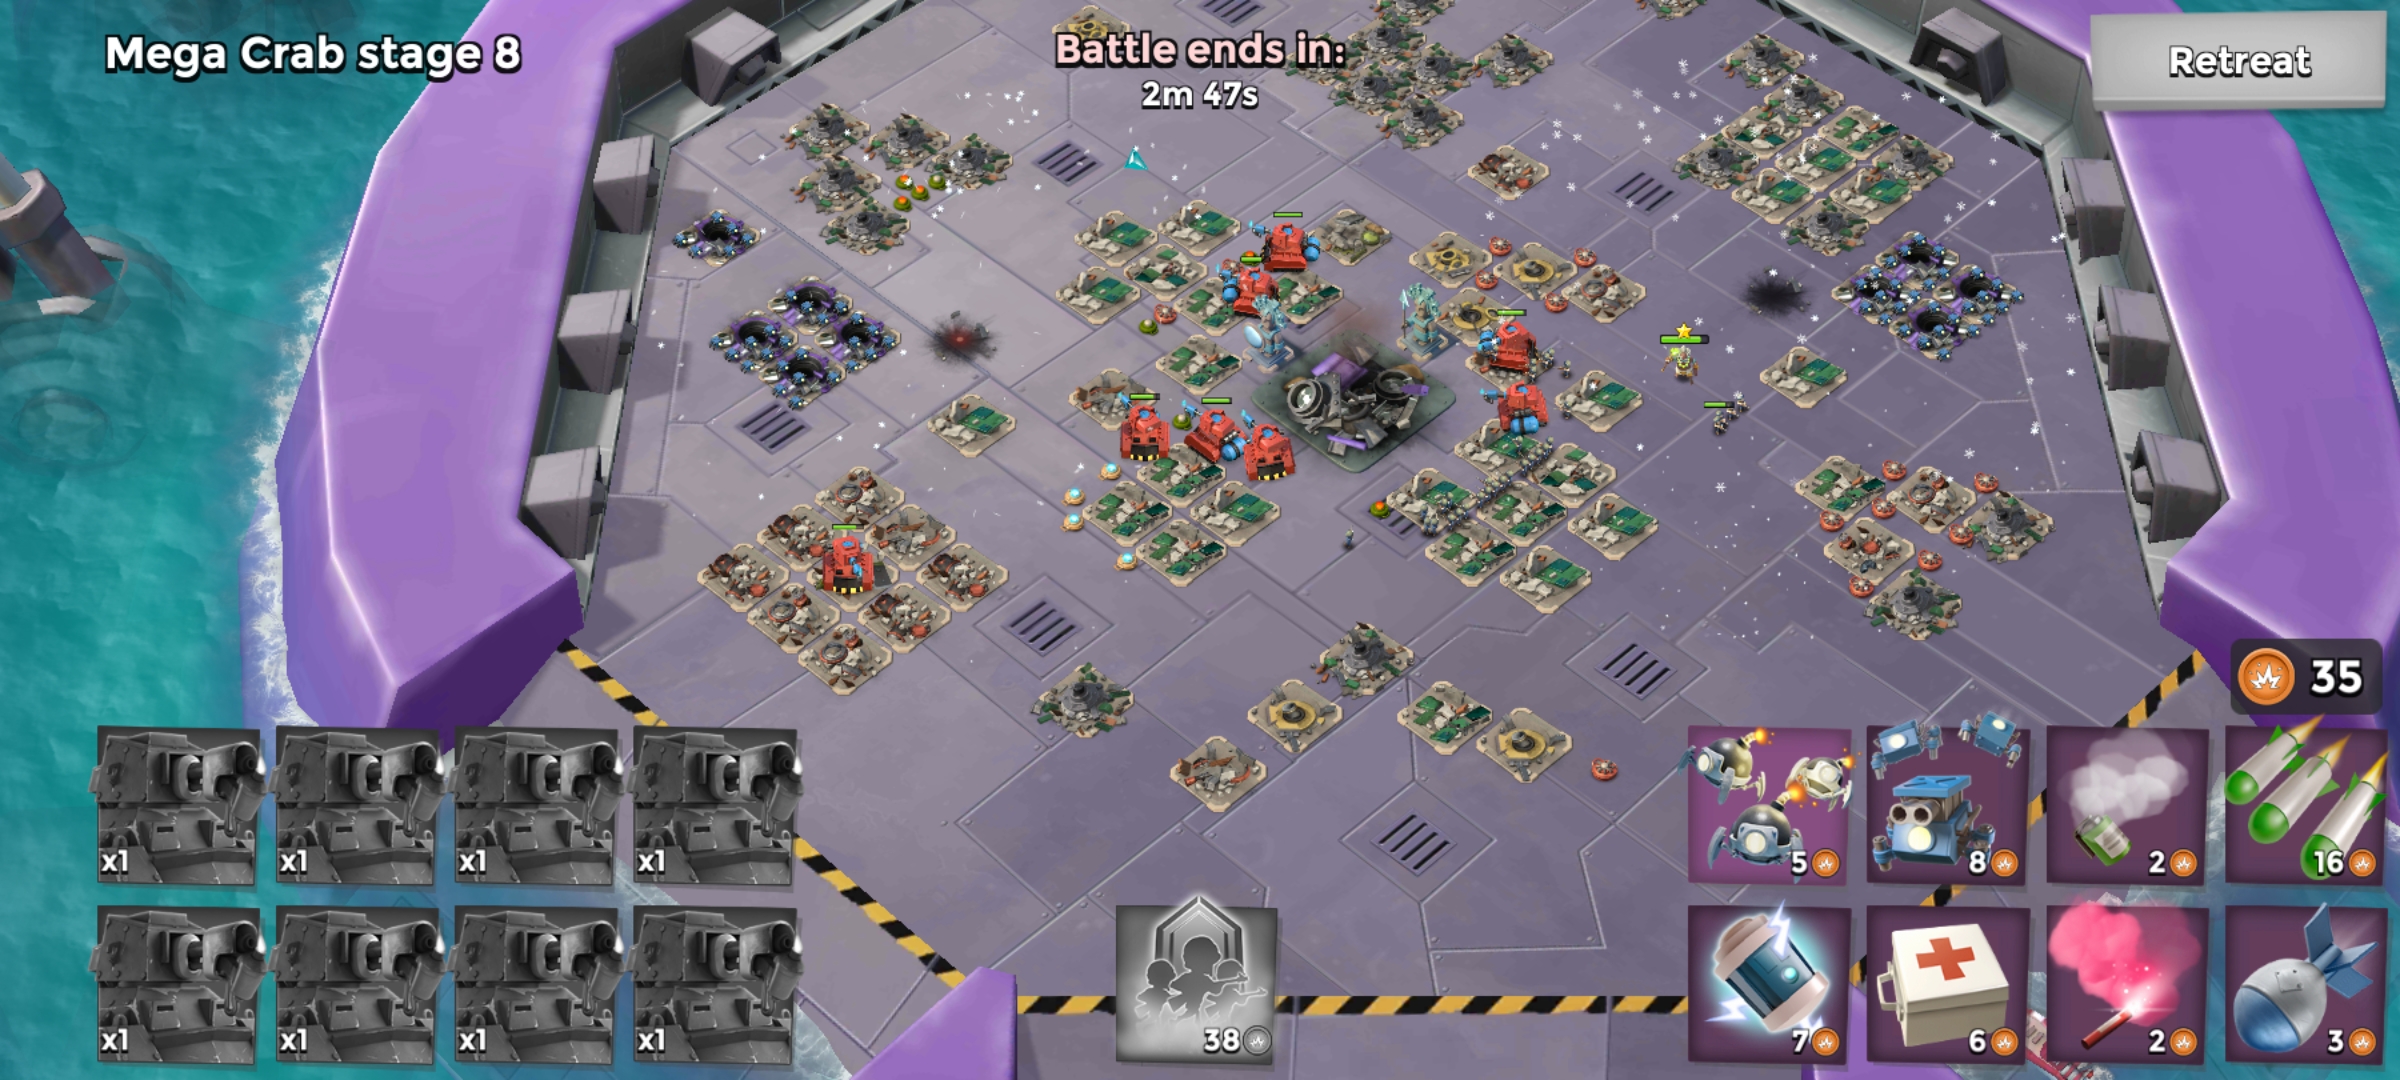 Mega Crab stage 8
Battle ends in:
2m 47s
Retreat
35
x1
x1
x1
x1
5
8
2
16
x1
x1
x1
x1
38
7
6
2
3